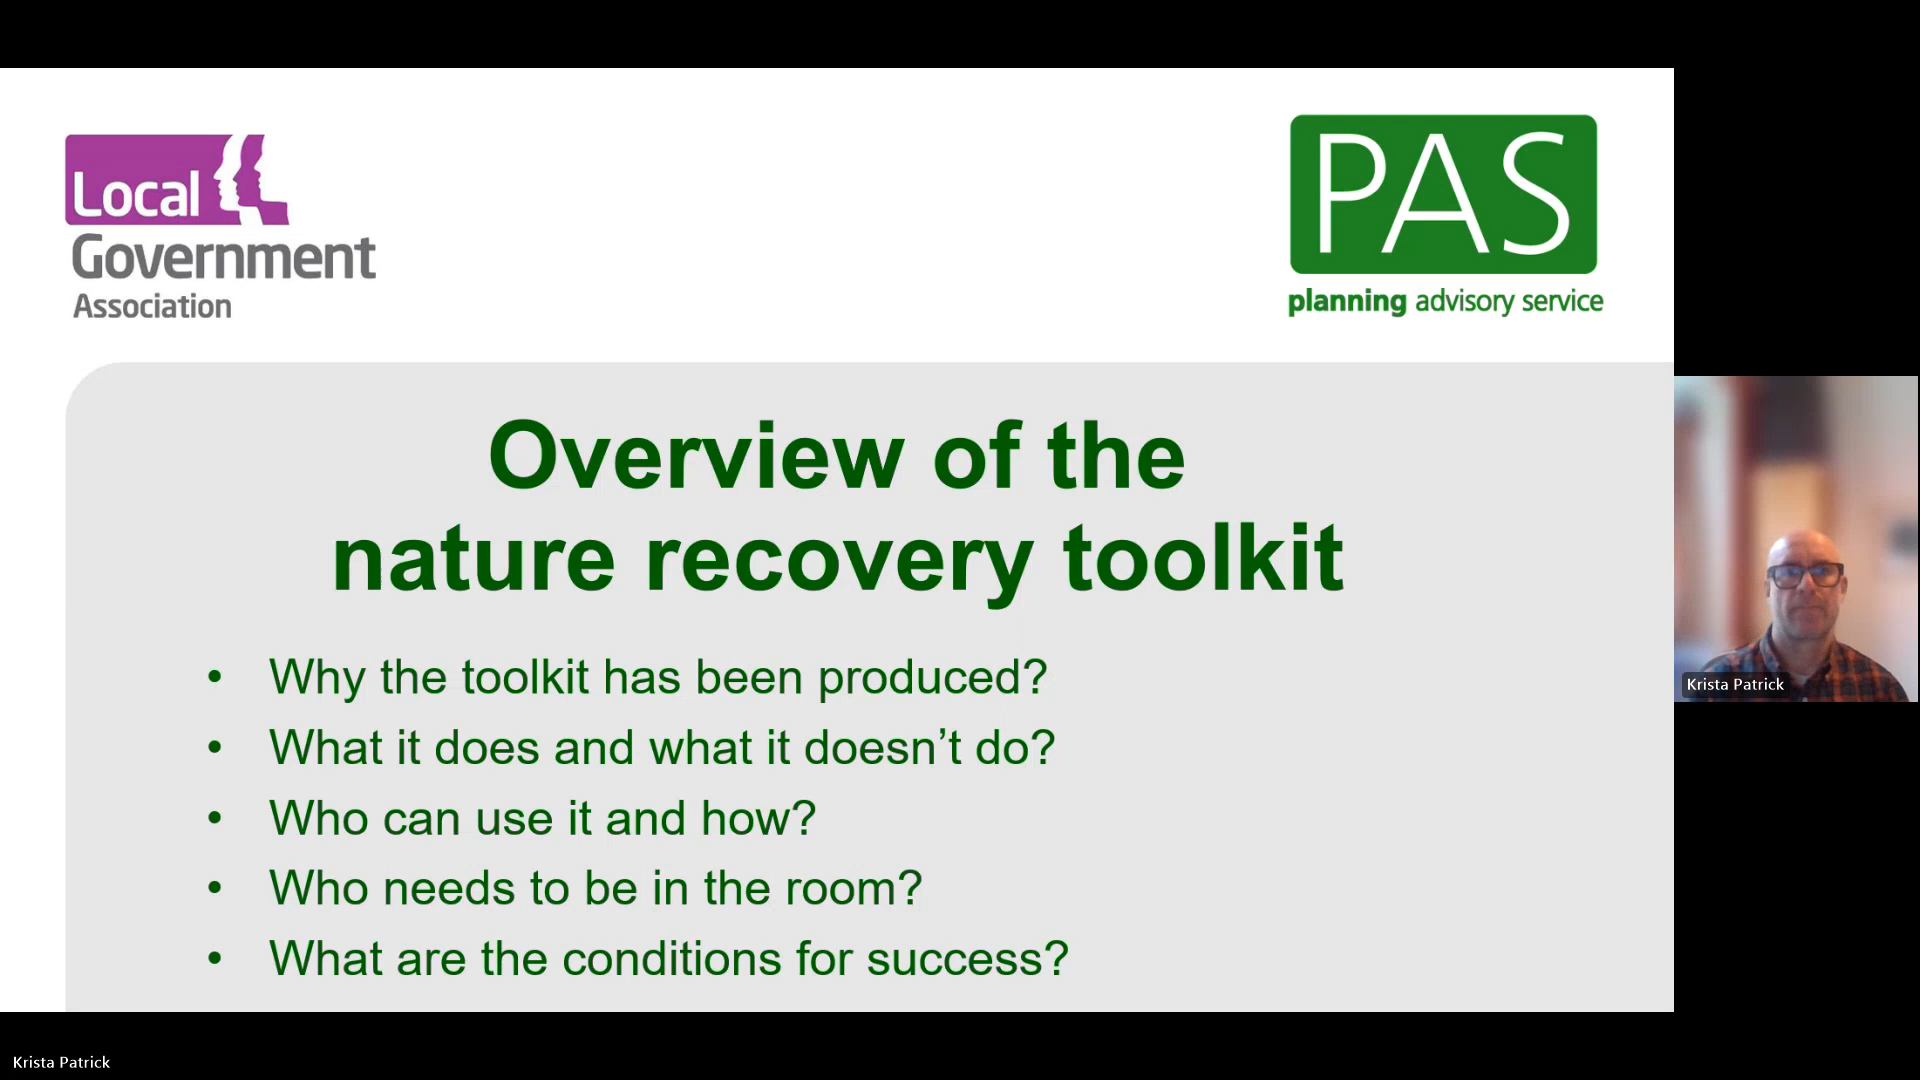 Local
Government
Association
PAS
planning advisory service
Overview of the
nature recovery toolkit
• Why the toolkit has been produced?
• What it does and what it doesn’t do?
• Who can use it and how?
• Who needs to be in the room?
• What are the conditions for success?
Krista Patrick
Krista Patrick